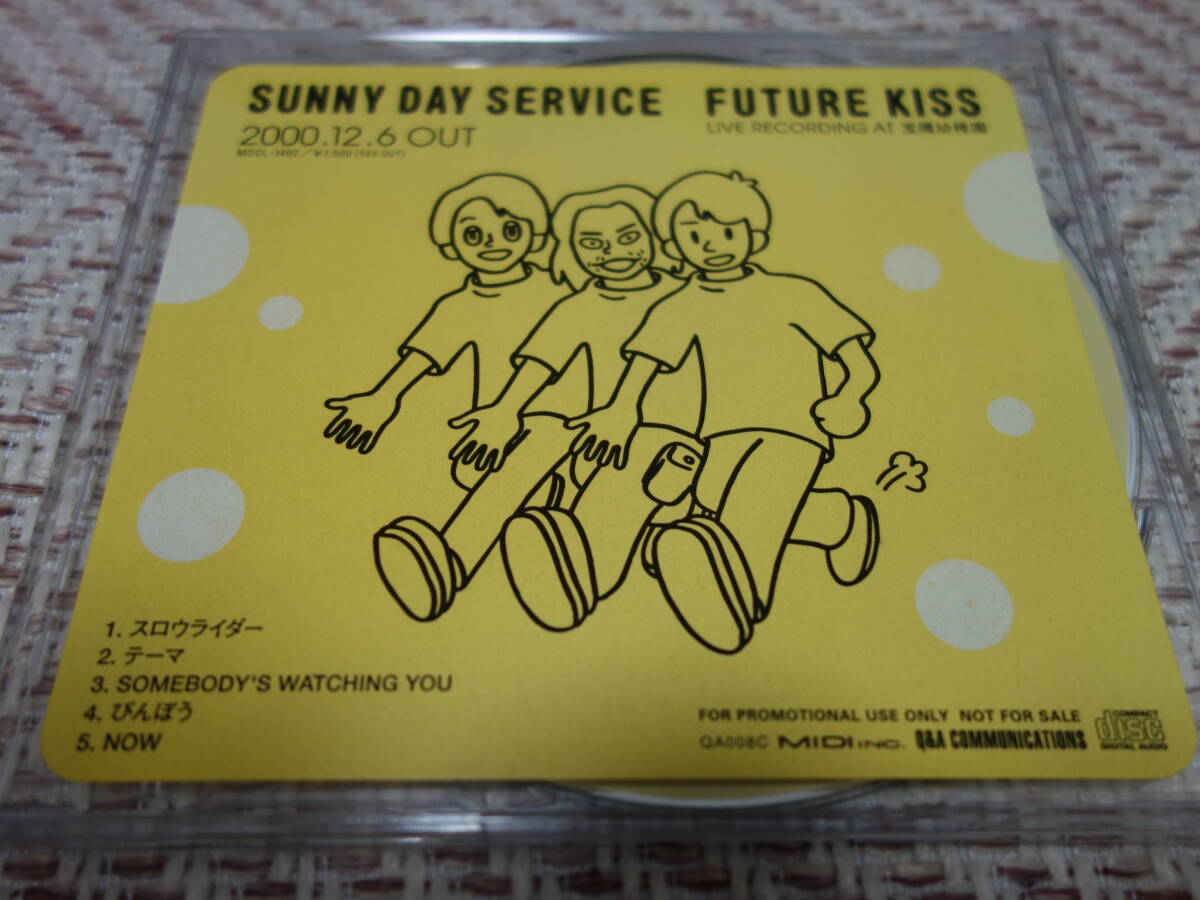 SUNNY DAY SERVICE FUTURE KISS
2000.12.6 OUT LIVE RECORDING AT 宝陽幼稚園
MDCL-1402/¥1,500(TAX OUT)
1. スロウライダー
2. テーマ
3. SOMEBODY'S WATCHING YOU
4. びんぼう
5. NOW
FOR PROMOTIONAL USE ONLY NOT FOR SALE
QA008C MIDI INC. Q&A COMMUNICATIONS
COMPACT disc DIGITAL AUDIO